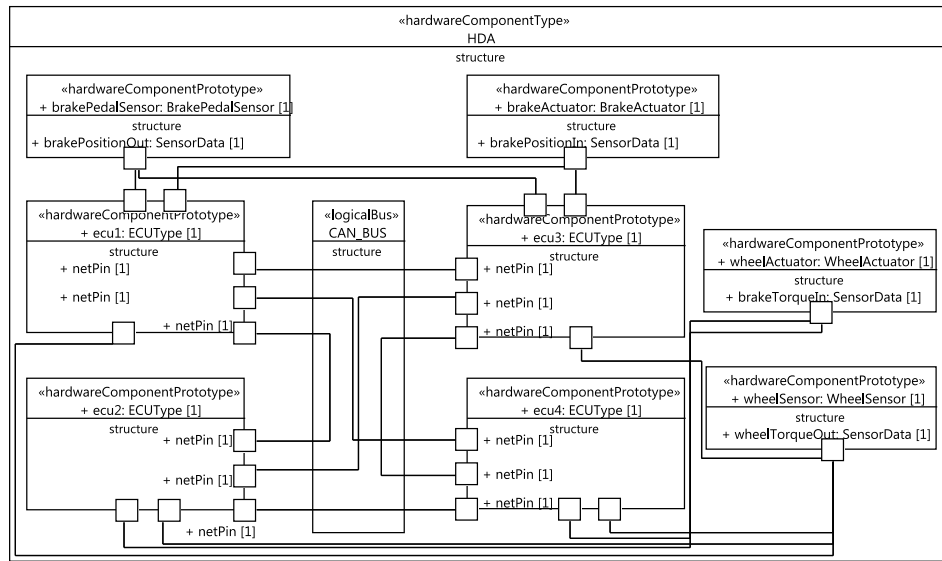 «hardwareComponentType»
HDA
structure
«hardwareComponentPrototype»
+ brakePedalSensor: BrakePedalSensor [1]
structure
+ brakePositionOut: SensorData [1]
«hardwareComponentPrototype»
+ brakeActuator: BrakeActuator [1]
structure
+ brakePositionIn: SensorData [1]
«hardwareComponentPrototype»
+ ecu1: ECUType [1]
structure
+ netPin [1]
+ netPin [1]
+ netPin [1]
«logicalBus»
CAN_BUS
structure
«hardwareComponentPrototype»
+ ecu3: ECUType [1]
structure
+ netPin [1]
+ netPin [1]
+ netPin [1]
«hardwareComponentPrototype»
+ wheelActuator: WheelActuator [1]
structure
+ brakeTorqueIn: SensorData [1]
«hardwareComponentPrototype»
+ ecu2: ECUType [1]
structure
+ netPin [1]
+ netPin [1]
+ netPin [1]
«hardwareComponentPrototype»
+ ecu4: ECUType [1]
structure
+ netPin [1]
+ netPin [1]
+ netPin [1]
«hardwareComponentPrototype»
+ wheelSensor: WheelSensor [1]
structure
+ wheelTorqueOut: SensorData [1]